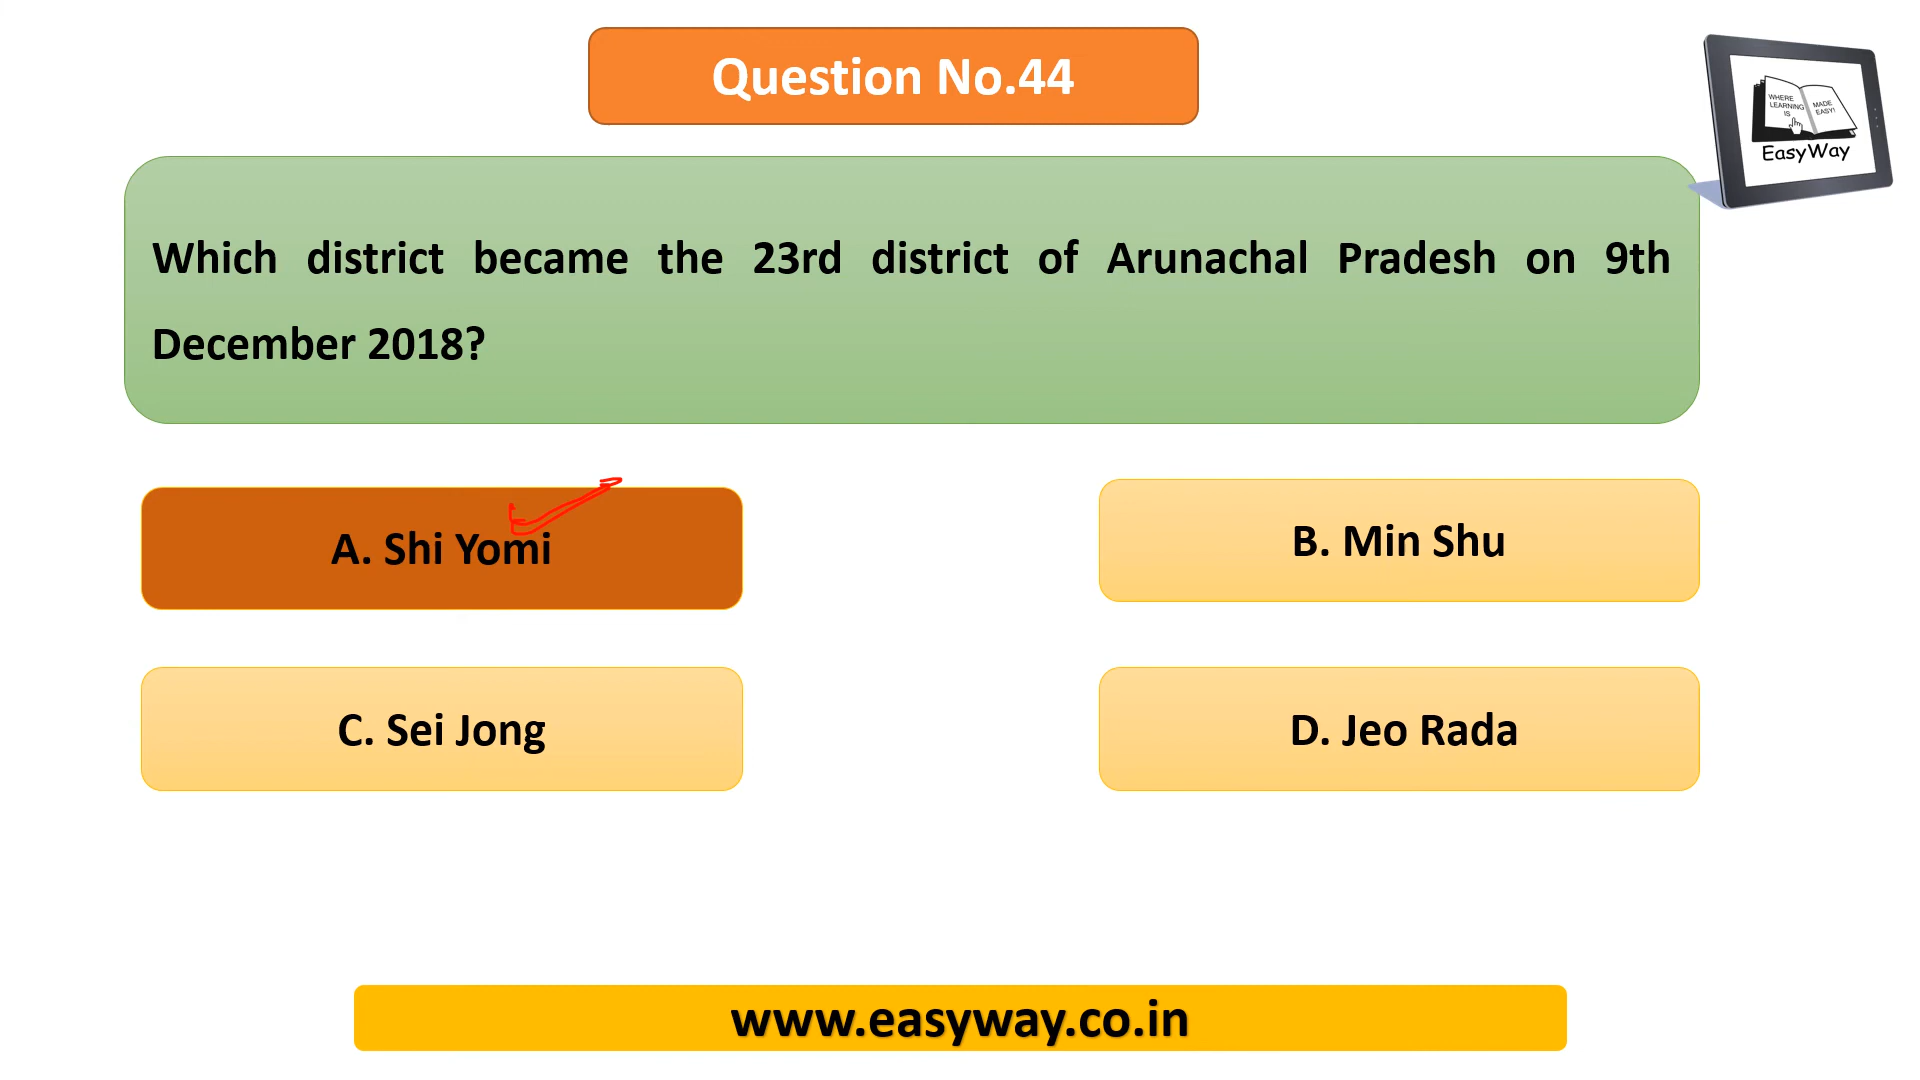 Question No.44
WHERE
LEARNING
IS
MADE
EASY!
EasyWay
Which district became the 23rd district of Arunachal Pradesh on 9th
December 2018?
A. Shi Yomi
B. Min Shu
C. Sei Jong
D. Jeo Rada
www.easyway.co.in